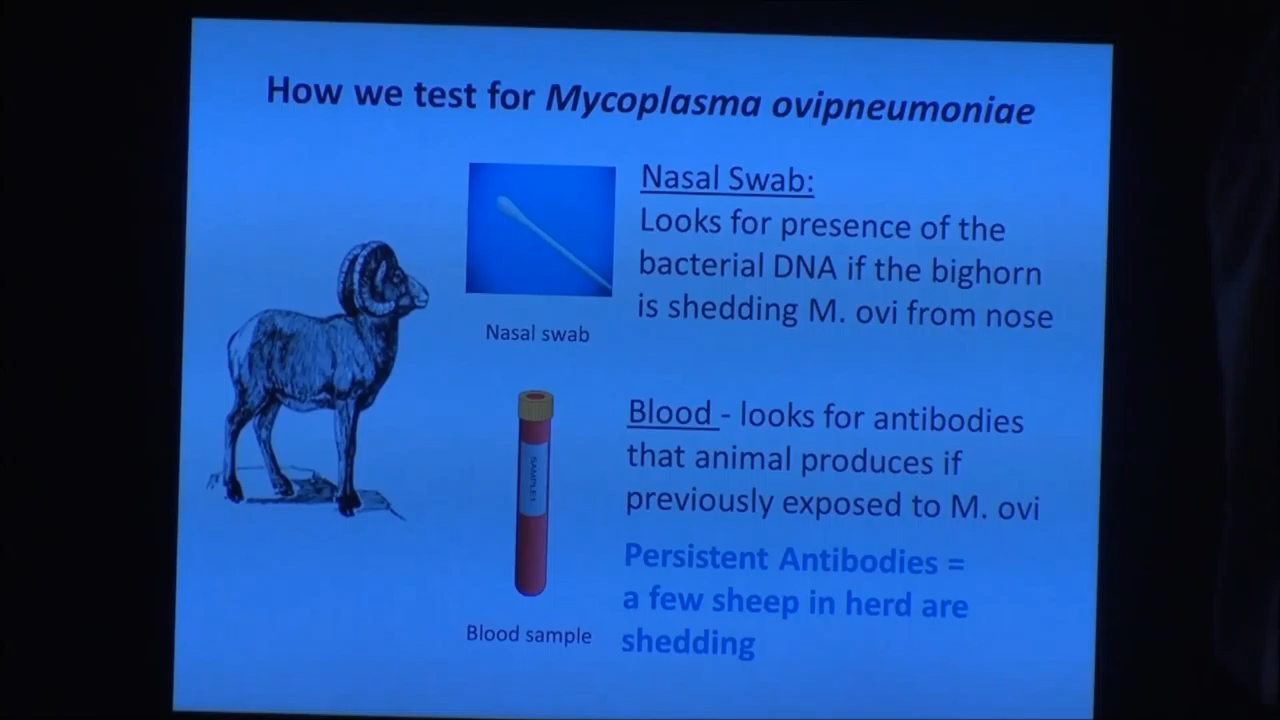 How we test for Mycoplasma ovipneumoniae
Nasal Swab:
Looks for presence of the
bacterial DNA if the bighorn
is shedding M. ovi from nose
Nasal swab
Blood - looks for antibodies
that animal produces if
previously exposed to M. ovi
SAMPLE1
Persistent Antibodies =
a few sheep in herd are
shedding
Blood sample